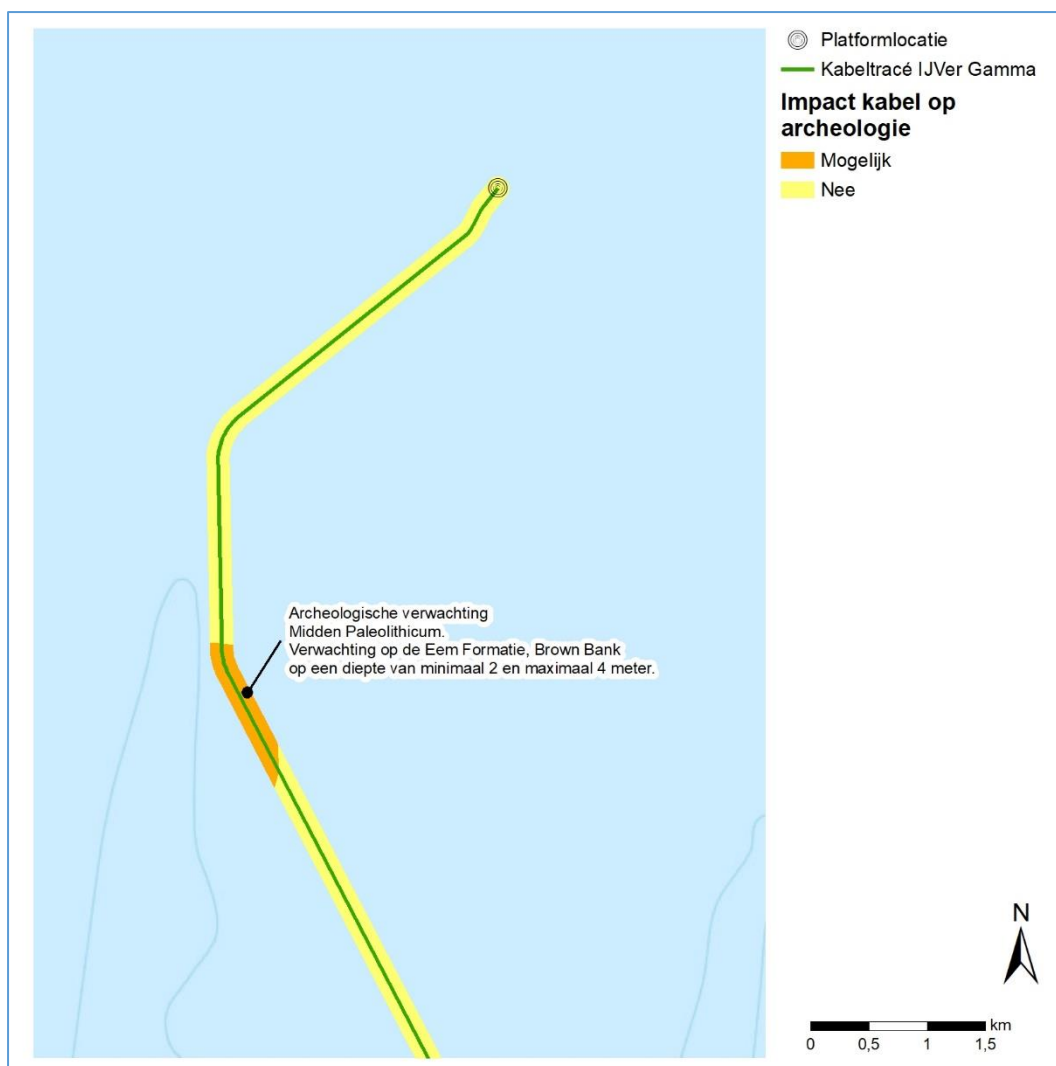 Platformlocatie
Kabeltracé IJVer Gamma
Impact kabel op
archeologie
Mogelijk
Nee
Archeologische verwachting
Midden Paleolithicum.
Verwachting op de Eem Formatie, Brown Bank
op een diepte van minimaal 2 en maximaal 4 meter.
N
km
0 0,5 1 1,5